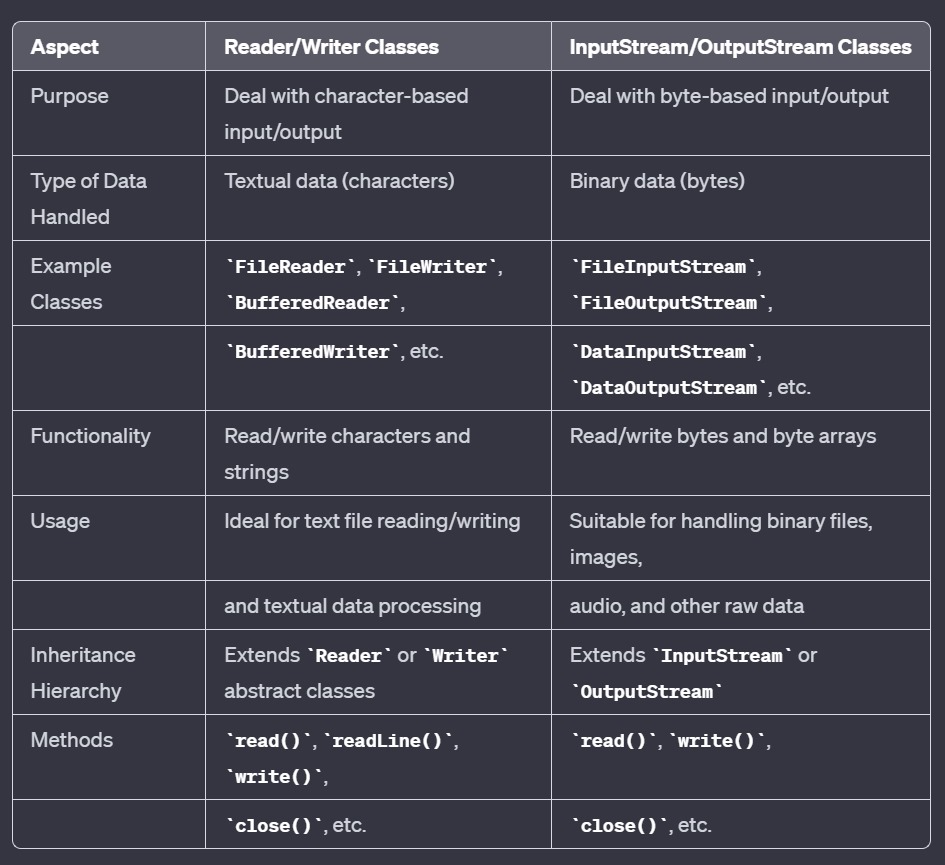 Aspect
Reader/Writer Classes
InputStream/OutputStream Classes
Purpose
Deal with character-based
input/output
Deal with byte-based input/output
Type of Data
Handled
Textual data (characters)
Binary data (bytes)
Example
Classes
`FileReader`, `FileWriter`,
`BufferedReader`,
`FileInputStream`,
`FileOutputStream`,
`BufferedWriter`, etc.
`DataInputStream`,
`DataOutputStream`, etc.
Functionality
Read/write characters and
strings
Read/write bytes and byte arrays
Usage
Ideal for text file reading/writing
Suitable for handling binary files,
images,
and textual data processing
audio, and other raw data
Inheritance
Hierarchy
Extends `Reader` or `Writer`
abstract classes
Extends `InputStream` or
`OutputStream`
Methods
`read()`, `readLine()`,
`write()`,
`read()`, `write()`,
`close()`, etc.
`close()`, etc.